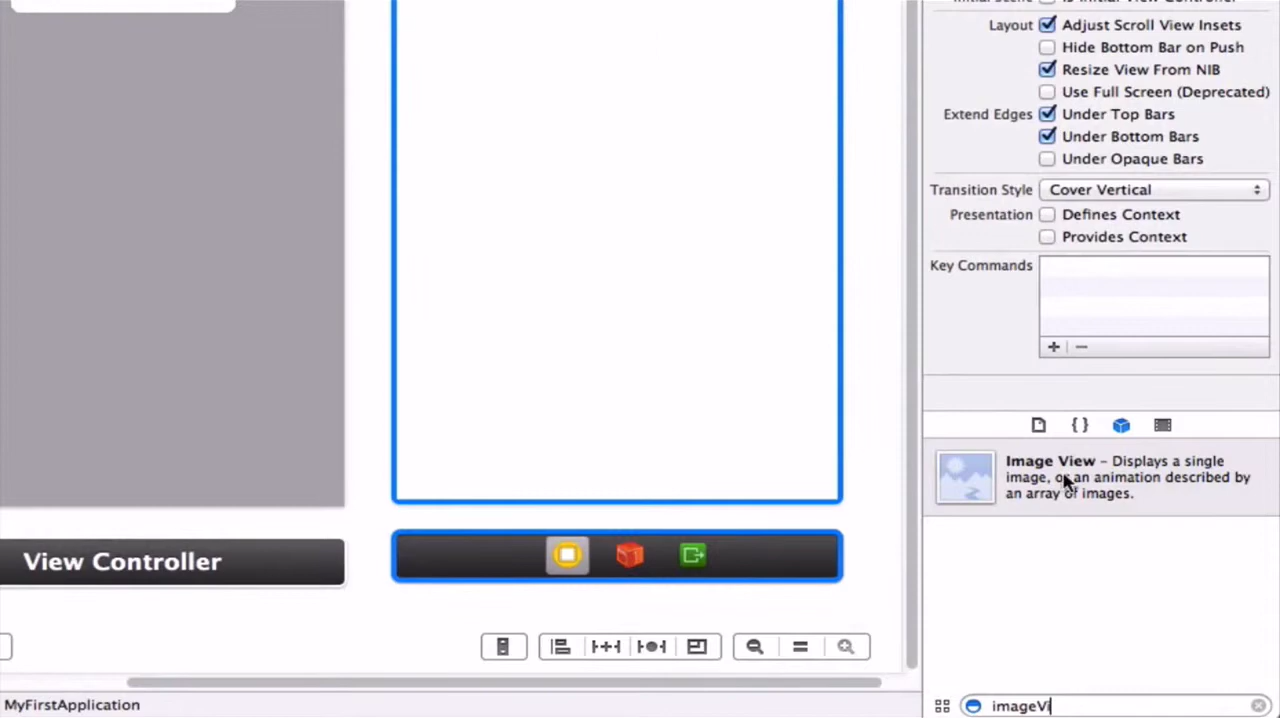 Layout Adjust Scroll View Insets
Hide Bottom Bar on Push
Resize View From NIB
Use Full Screen (Deprecated)
Extend Edges Under Top Bars
Under Bottom Bars
Under Opaque Bars
Transition Style Cover Vertical
Presentation Defines Context
Provides Context
Key Commands
Image View – Displays a single
image, or an animation described by
an array of images.
View Controller
MyFirstApplication
imageVi